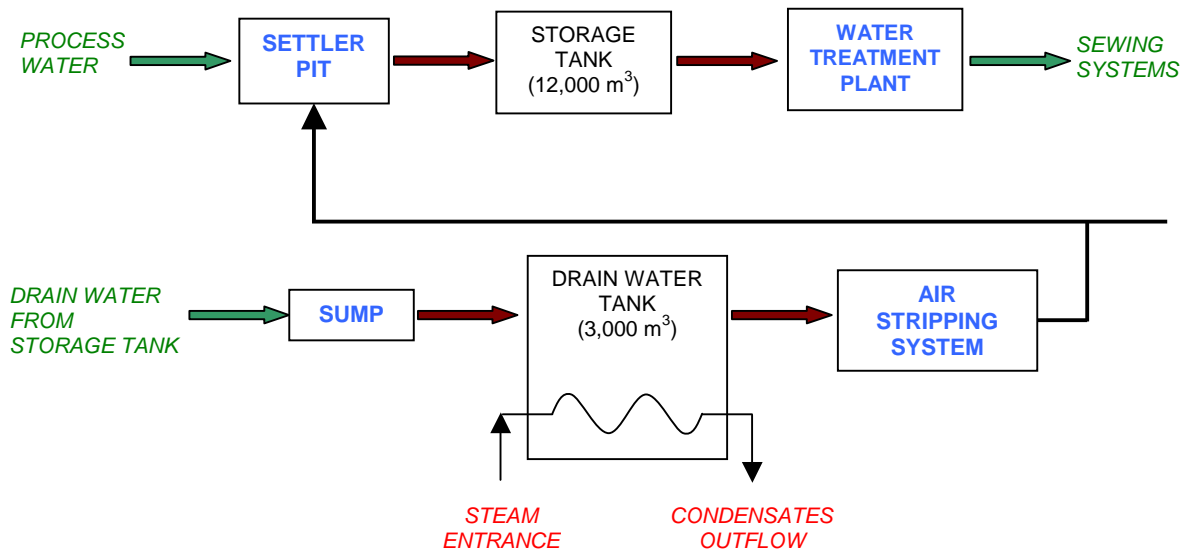 PROCESS
WATER
SETTLER
PIT
STORAGE
TANK
(12,000 m³)
WATER
TREATMENT
PLANT
SEWING
SYSTEMS
DRAIN WATER
FROM
STORAGE TANK
SUMP
DRAIN WATER
TANK
(3,000 m³)
AIR
STRIPPING
SYSTEM
STEAM
ENTRANCE
CONDENSATES
OUTFLOW